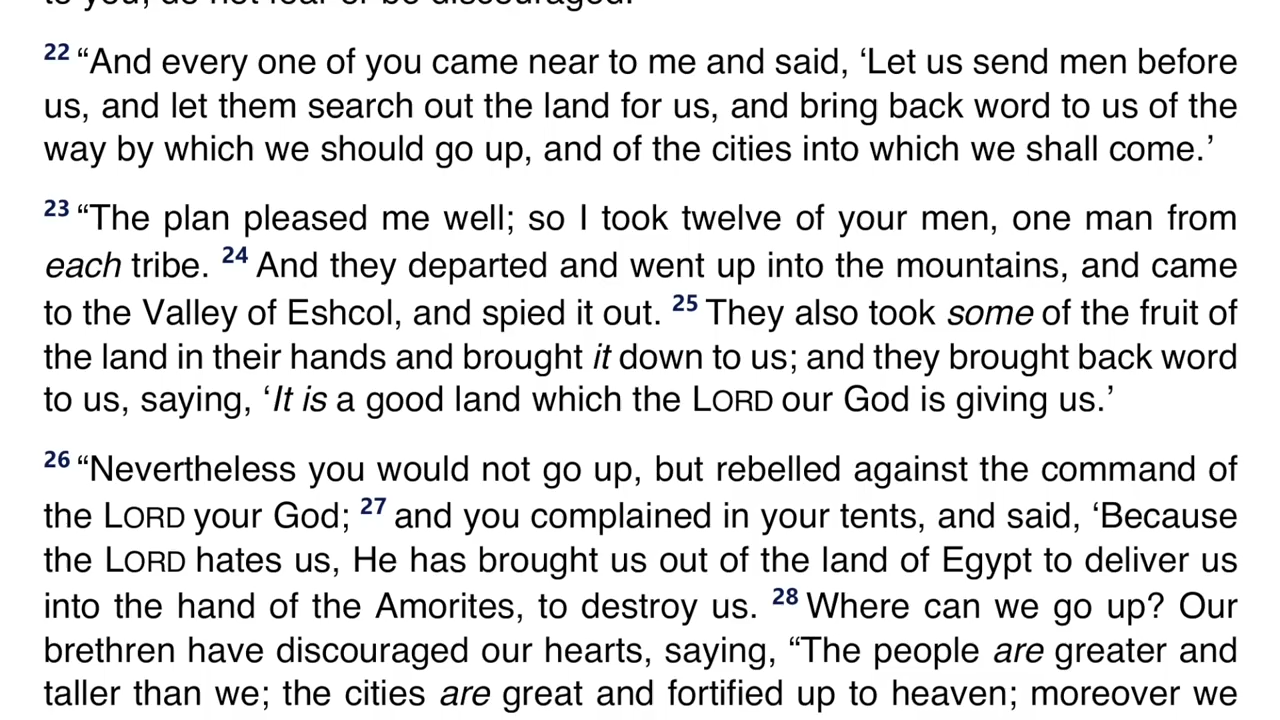 to you; do not fear or be discouraged.
22 “And every one of you came near to me and said, ‘Let us send men before
us, and let them search out the land for us, and bring back word to us of the
way by which we should go up, and of the cities into which we shall come.’
23 “The plan pleased me well; so I took twelve of your men, one man from
each tribe. 24 And they departed and went up into the mountains, and came
to the Valley of Eshcol, and spied it out. 25 They also took some of the fruit of
the land in their hands and brought it down to us; and they brought back word
to us, saying, ‘It is a good land which the LORD our God is giving us.’
26 “Nevertheless you would not go up, but rebelled against the command of
the LORD your God; 27 and you complained in your tents, and said, ‘Because
the LORD hates us, He has brought us out of the land of Egypt to deliver us
into the hand of the Amorites, to destroy us. 28 Where can we go up? Our
brethren have discouraged our hearts, saying, “The people are greater and
taller than we; the cities are great and fortified up to heaven; moreover we